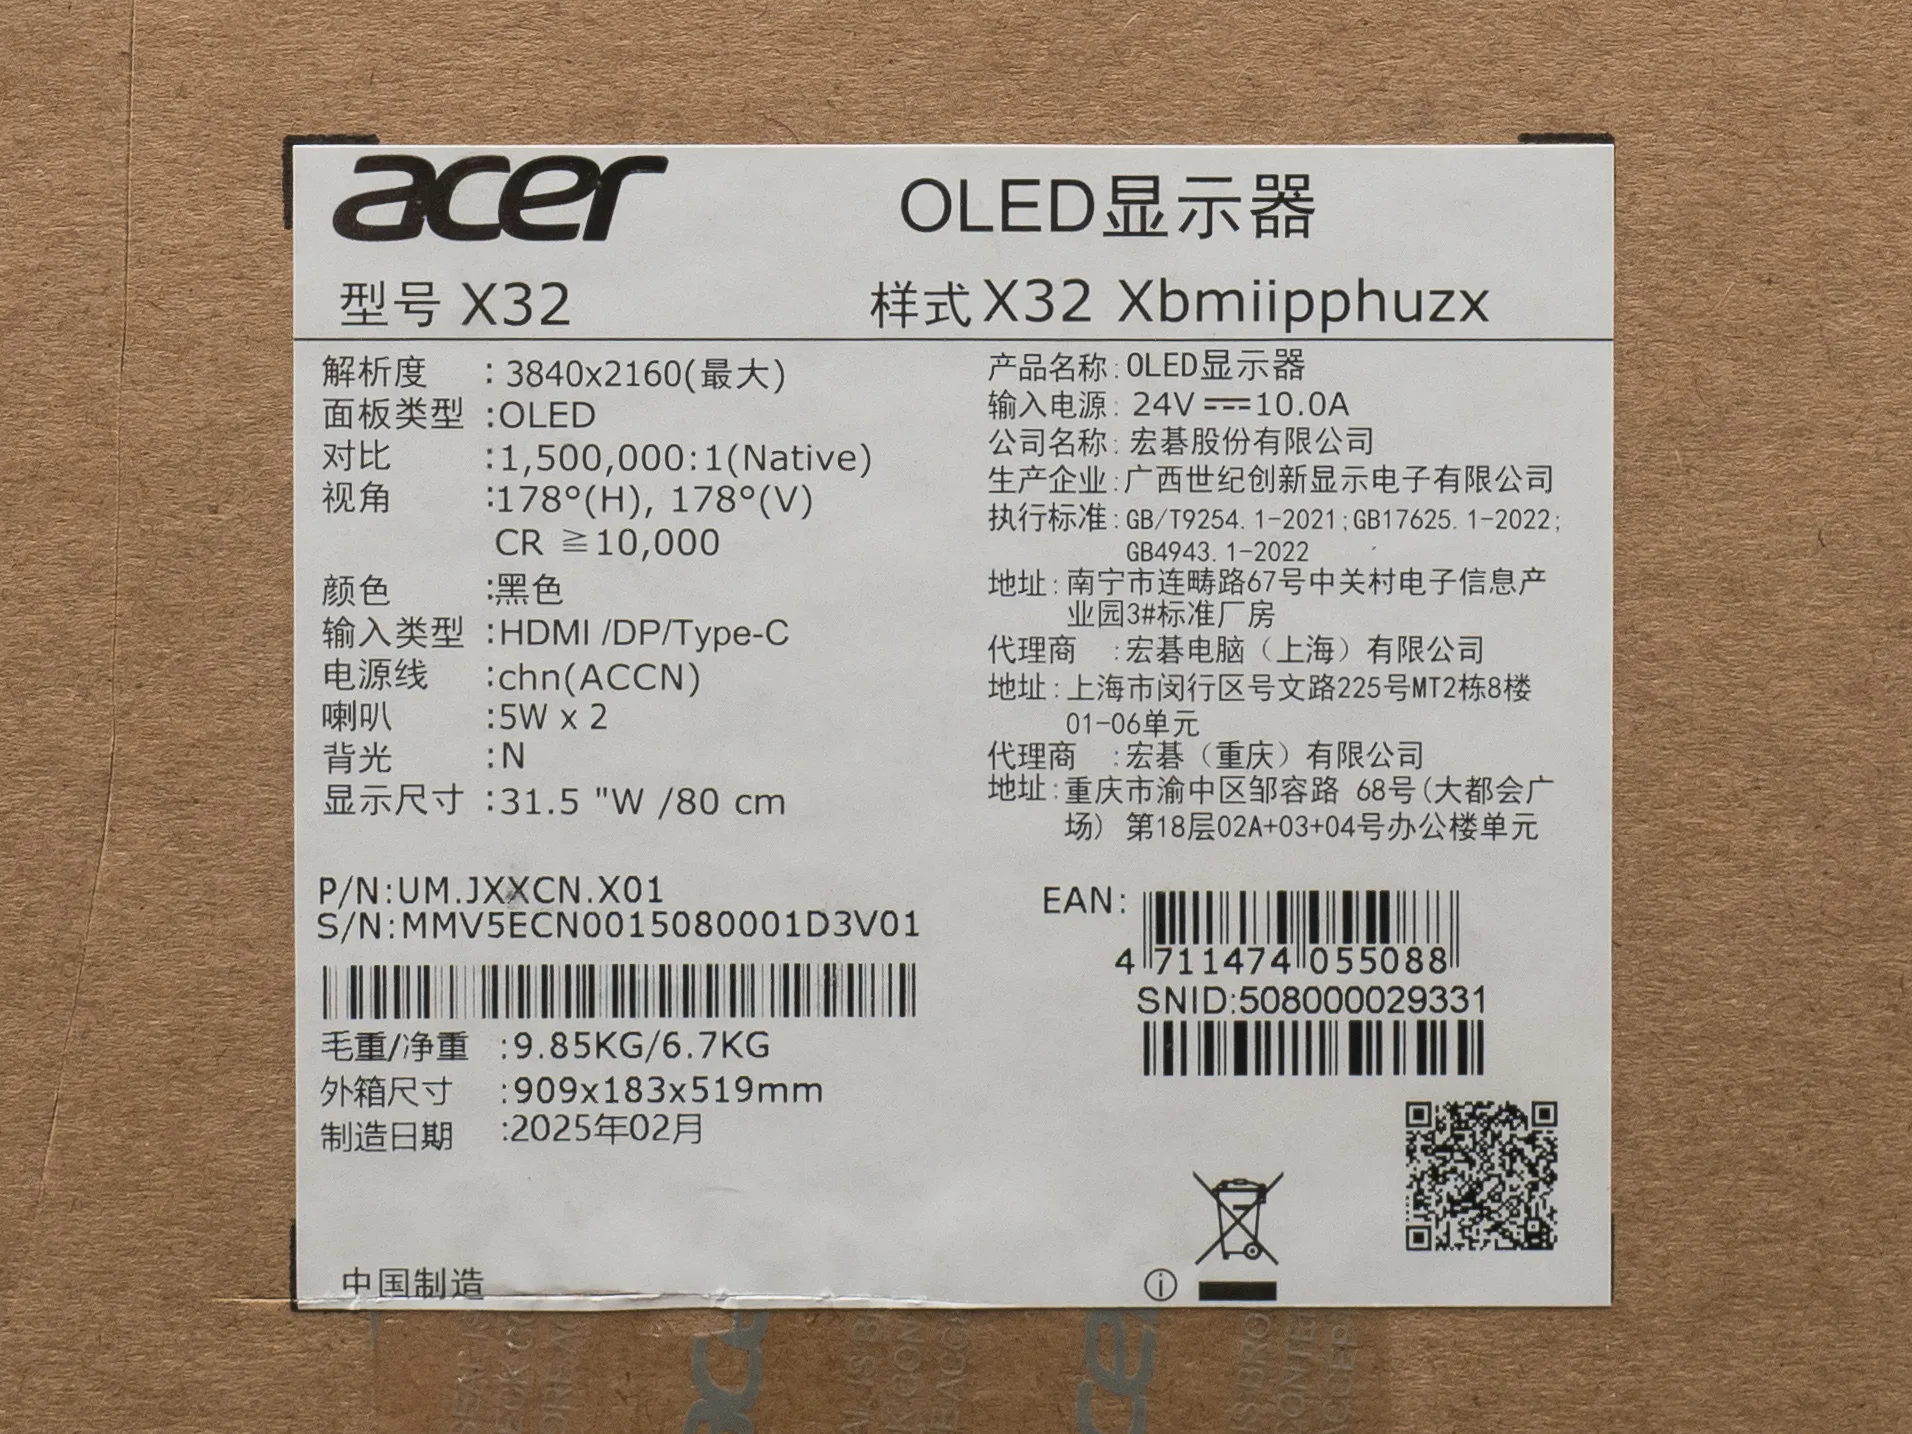 acer
OLED显示器
型号 X32
样式 X32 Xbmiipphuzx
解析度 : 3840x2160(最大)
面板类型 :OLED
对比 :1,500,000:1(Native)
视角 :178°(H), 178°(V)
CR ≧10,000
颜色 :黑色
输入类型 :HDMI /DP/Type-C
电源线 :chn(ACCN)
喇叭 :5W x 2
背光 :N
显示尺寸 :31.5 "W /80 cm
产品名称: OLED显示器
输入电源: 24V ⎓ 10.0A
公司名称: 宏碁股份有限公司
生产企业:广西世纪创新显示电子有限公司
执行标准:GB/T9254.1-2021;GB17625.1-2022;
GB4943.1-2022
地址: 南宁市连畴路67号中关村电子信息产
业园3#标准厂房
代理商 :宏碁电脑（上海）有限公司
地址:上海市闵行区号文路225号MT2栋8楼
01-06单元
代理商 :宏碁（重庆）有限公司
地址:重庆市渝中区邹容路 68号(大都会广
场) 第18层02A+03+04号办公楼单元
P/N:UM.JXXCN.X01
S/N:MMV5ECN0015080001D3V01
毛重/净重 :9.85KG/6.7KG
外箱尺寸 :909x183x519mm
制造日期 :2025年02月
EAN:
4 711474 055088
SNID:508000029331
中国制造
acer
cer